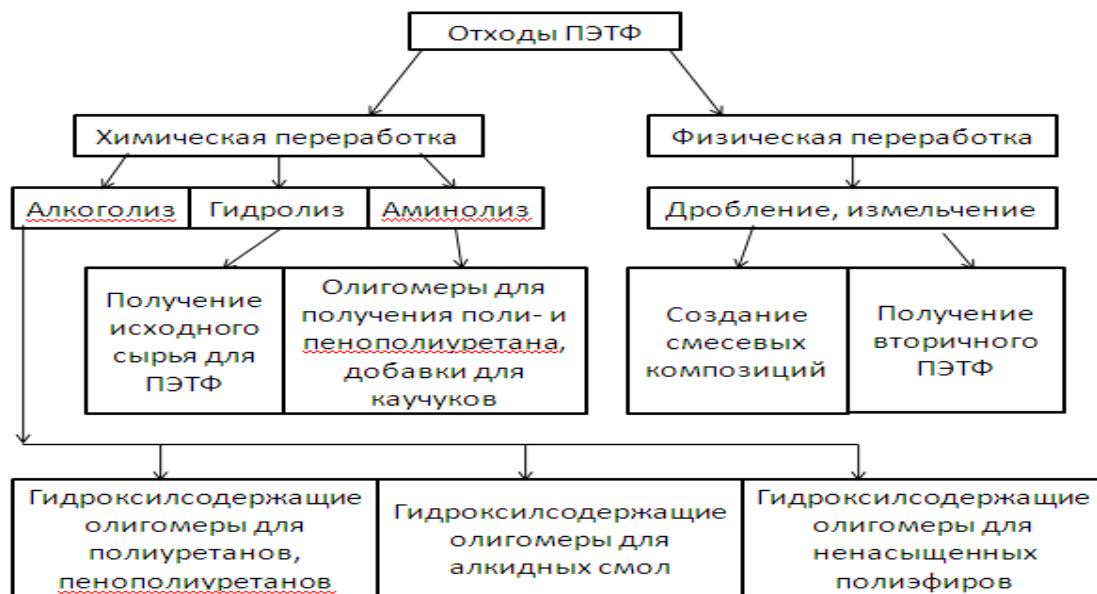 Отходы ПЭТФ
Химическая переработка
Физическая переработка
Алкоголиз
Гидролиз
Аминолиз
Дробление, измельчение
Получение
исходного
сырья для
ПЭТФ
Олигомеры для
получения поли- и
пенополиуретана,
добавки для
каучуков
Создание
смесевых
композиций
Получение
вторичного
ПЭТФ
Гидроксилсодержащие
олигомеры для
полиуретанов,
пенополиуретанов
Гидроксилсодержащие
олигомеры для
алкидных смол
Гидроксилсодержащие
олигомеры для
ненасыщенных
полиэфиров